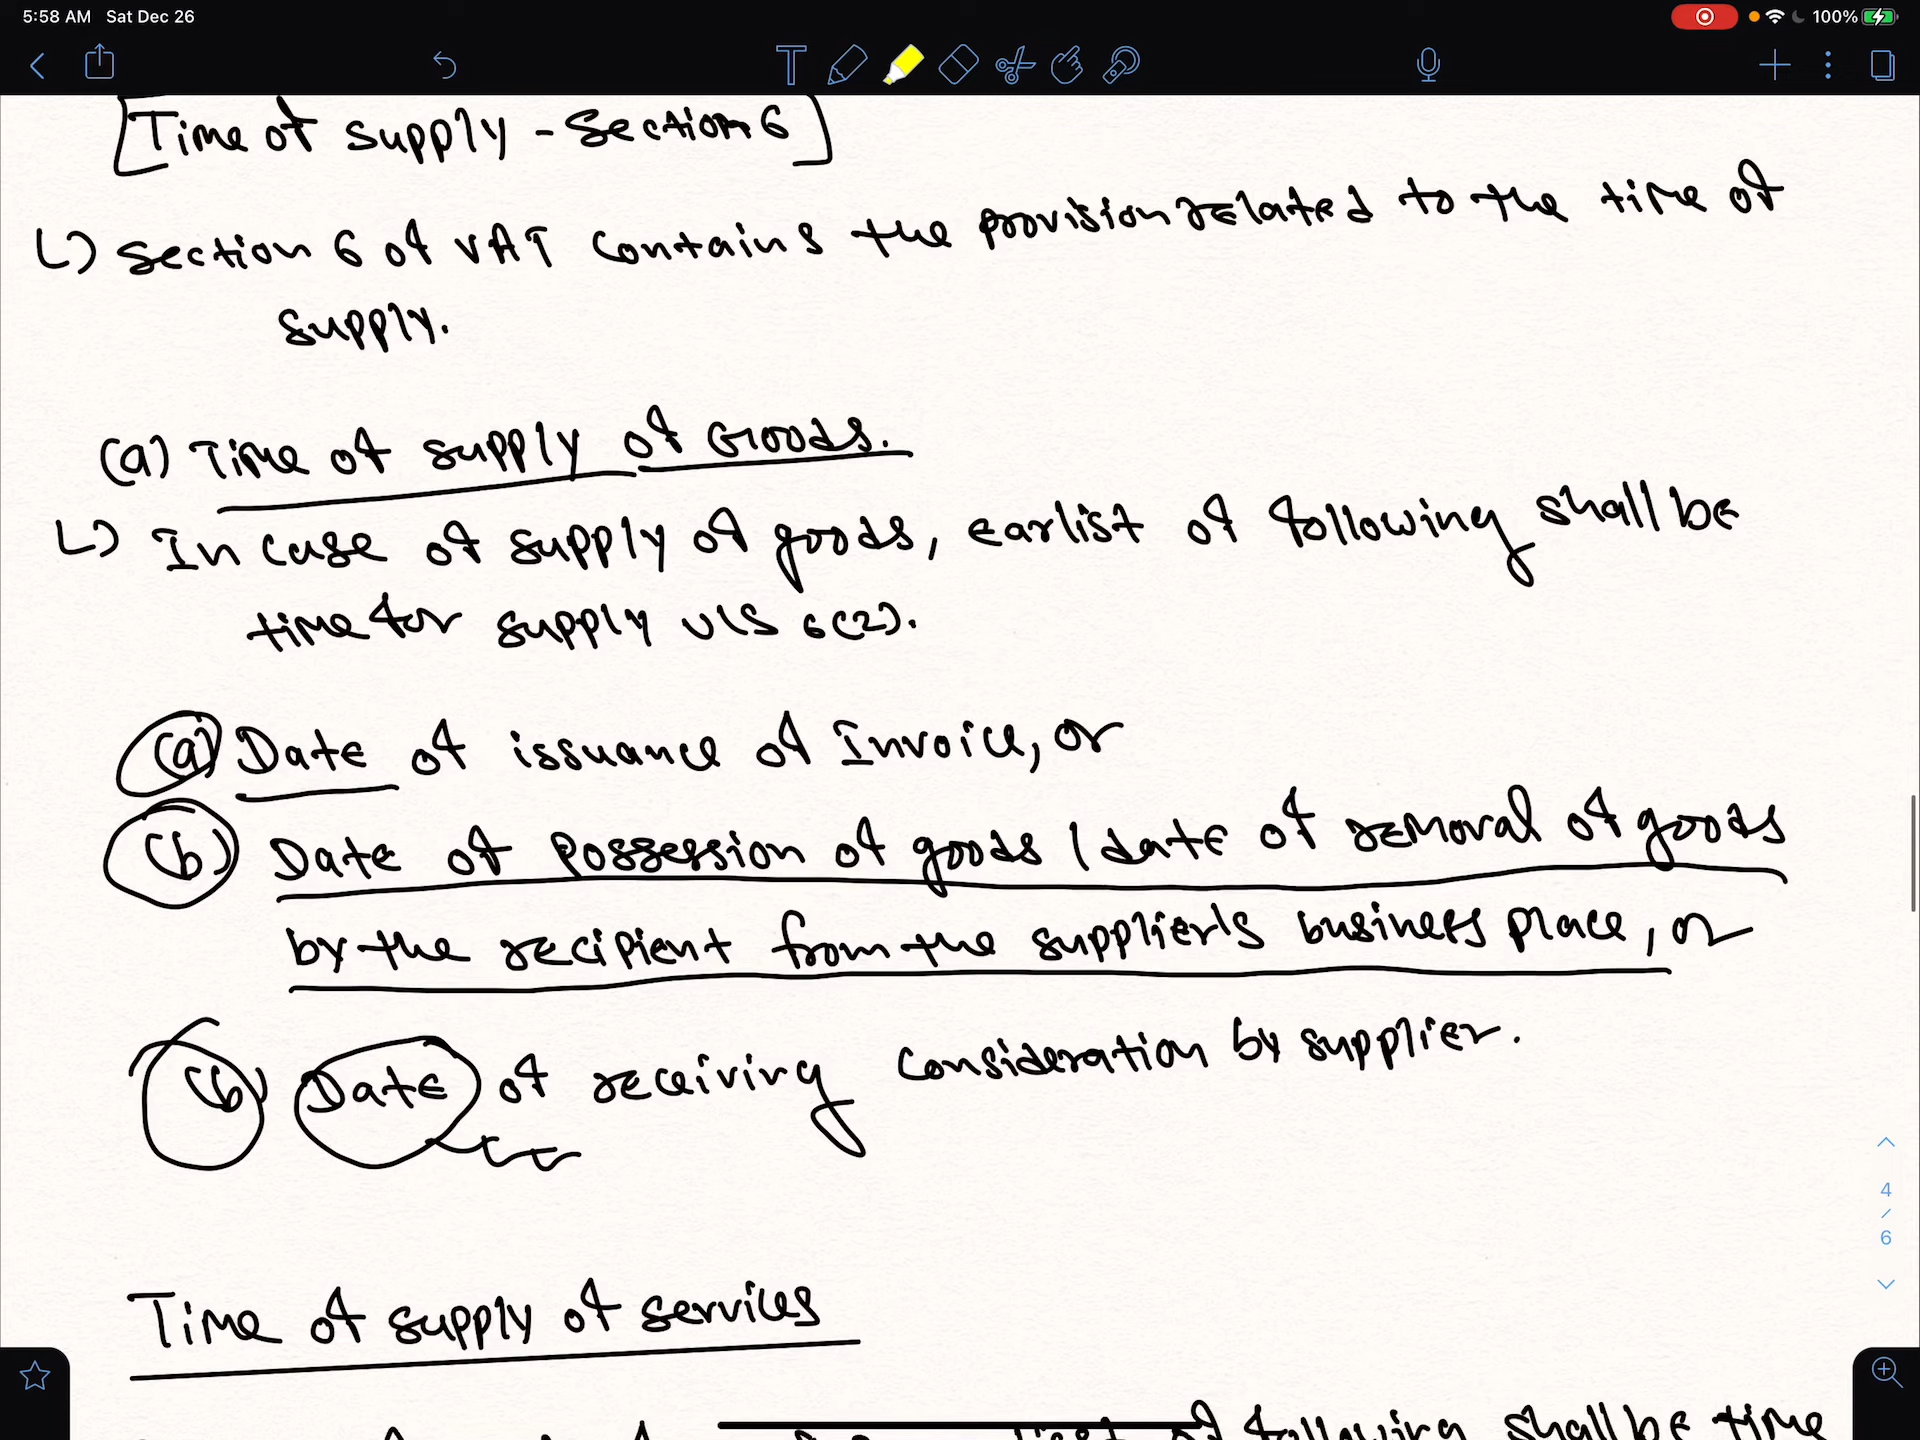 5:58 AM Sat Dec 26
100%
[Time of supply - Section 6]
Section 6 of VAT contains the provision related to the time of
supply.
(a) Time of supply of Goods.
In case of supply of goods, earlist of following shall be
time for supply U/S 6(2).
(a) Date of issuance of Invoice, or
(b) Date of Possession of goods / date of removal of goods
by the recipient from the supplier's business place, or
(b) Date of receiving consideration by supplier.
4
/
6
Time of supply of services
of following shall be time